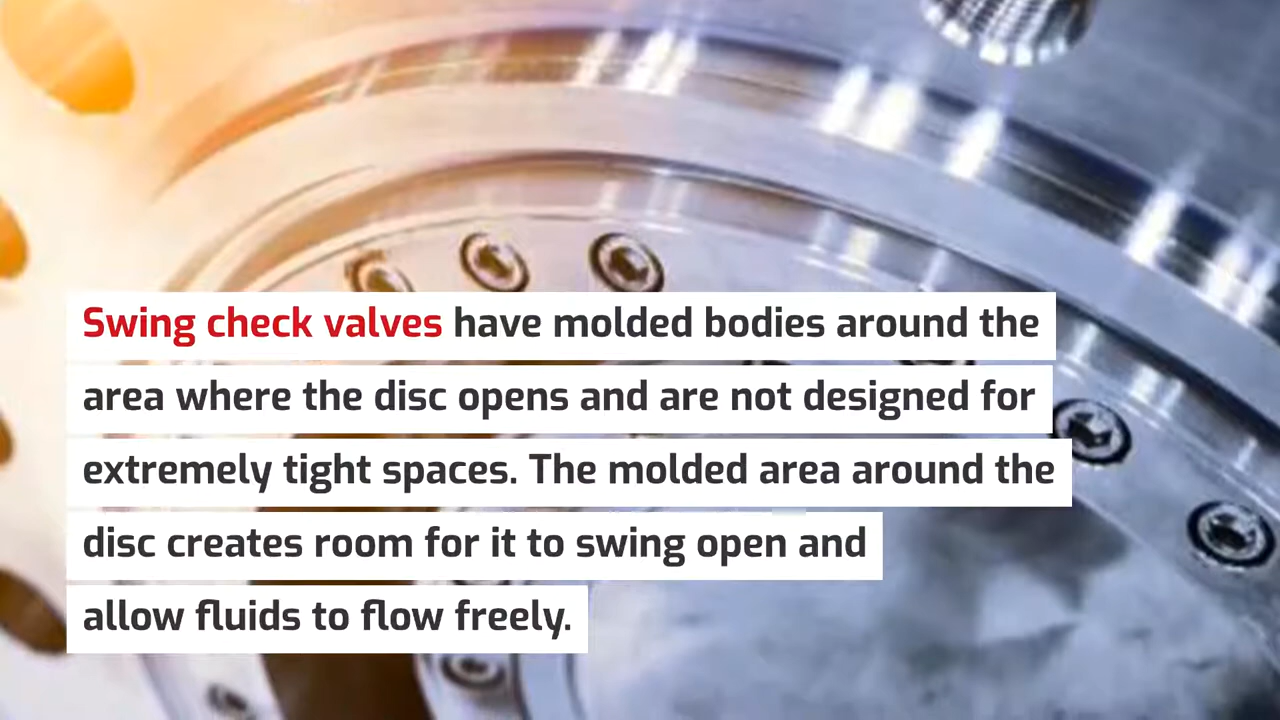 Swing check valves have molded bodies around the
area where the disc opens and are not designed for
extremely tight spaces. The molded area around the
disc creates room for it to swing open and
allow fluids to flow freely.